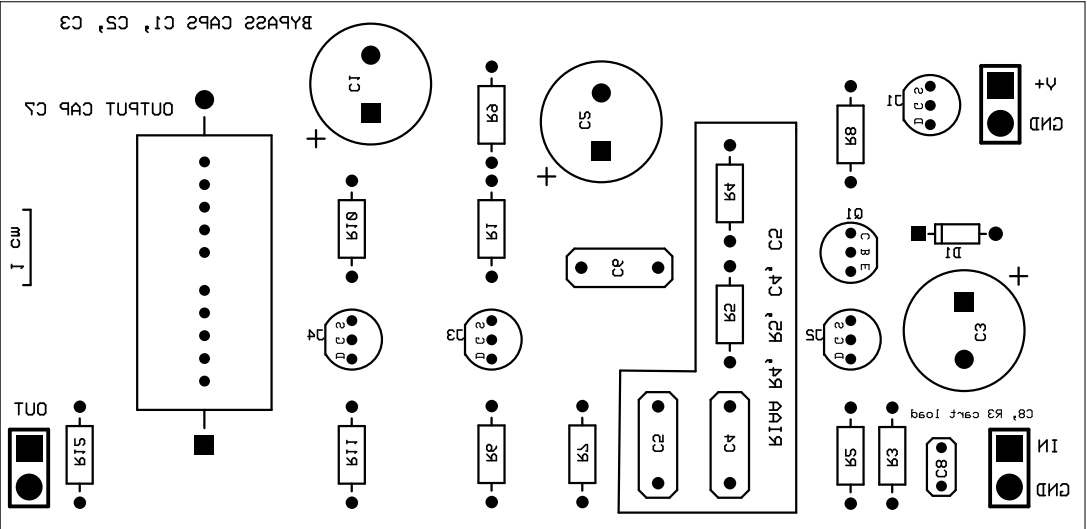 BYPASS CAPS C1, C2, C3
C1
R9
C2
J1
D G S
+V
GND
OUTPUT CAP C7
R8
R4
R10
R1
Q1
C B E
1 cm
C6
D1
R5
C3
J4
D G S
J3
D G S
J2
D G S
RIAA R4, R5, C4, C5
OUT
C8, R3 cart load
R12
R11
R6
R7
C5
C4
R2
R3
C8
IN
GND